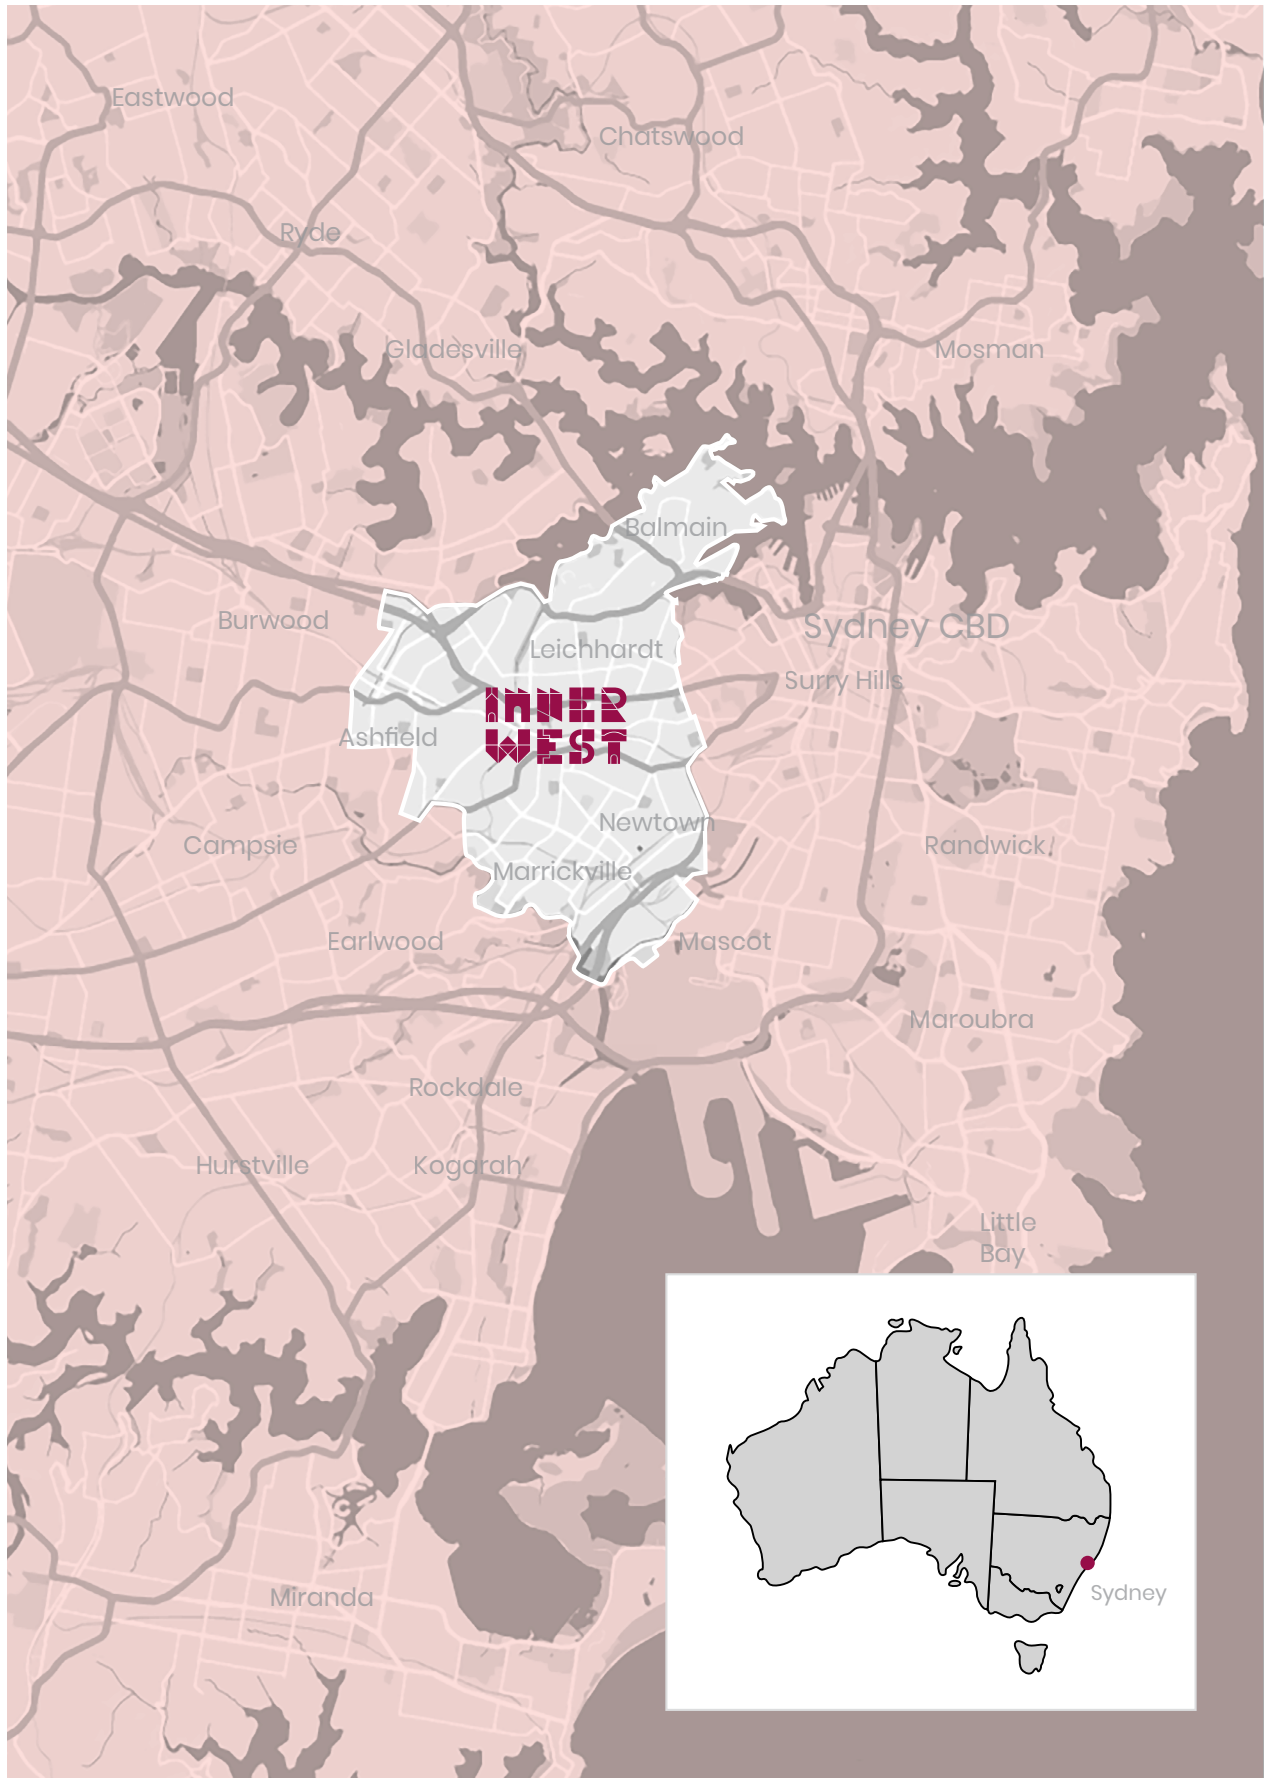 Eastwood
Chatswood
Ryde
Gladesville
Mosman
Balmain
Burwood
Sydney CBD
Leichhardt
Surry Hills
INNER
WEST
Ashfield
Newtown
Campsie
Randwick
Marrickville
Earlwood
Mascot
Maroubra
Rockdale
Hurstville
Kogarah
Little
Bay
Miranda
Sydney